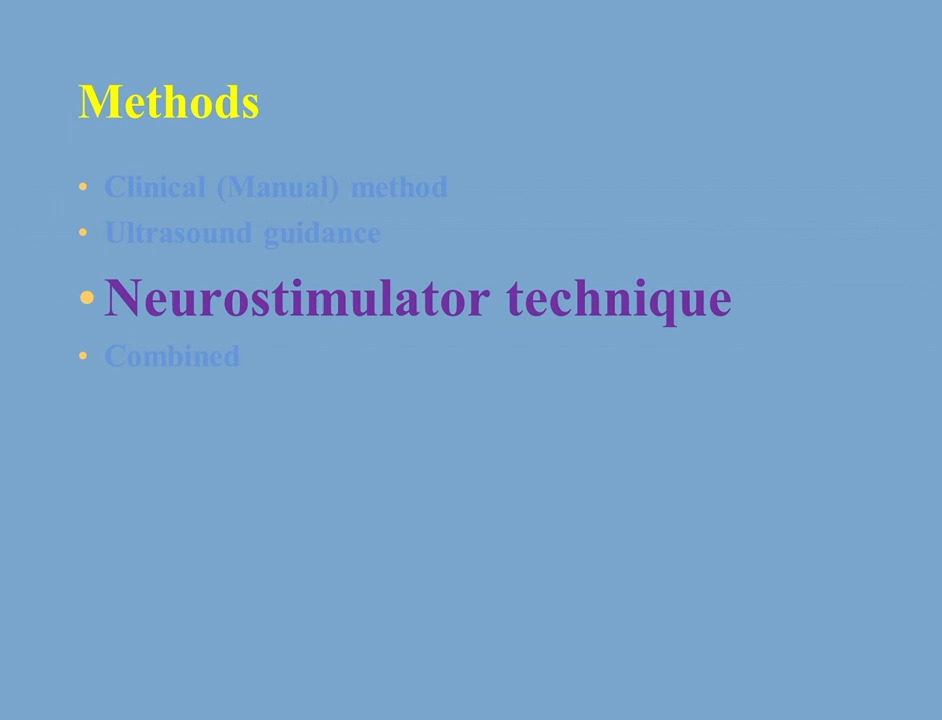 Methods
• Clinical (Manual) method
• Ultrasound guidance
• Neurostimulator technique
• Combined